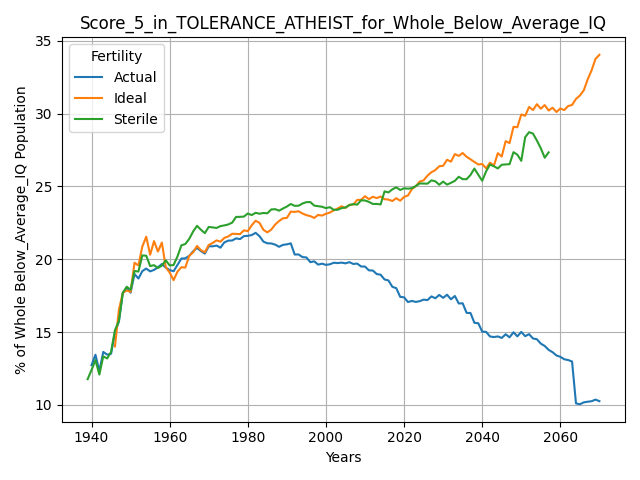 Score_5_in_TOLERANCE_ATHEIST_for_Whole_Below_Average_IQ
Fertility
Actual
Ideal
Sterile
% of Whole Below_Average_IQ Population
35
30
25
20
15
10
1940
1960
1980
2000
2020
2040
2060
Years